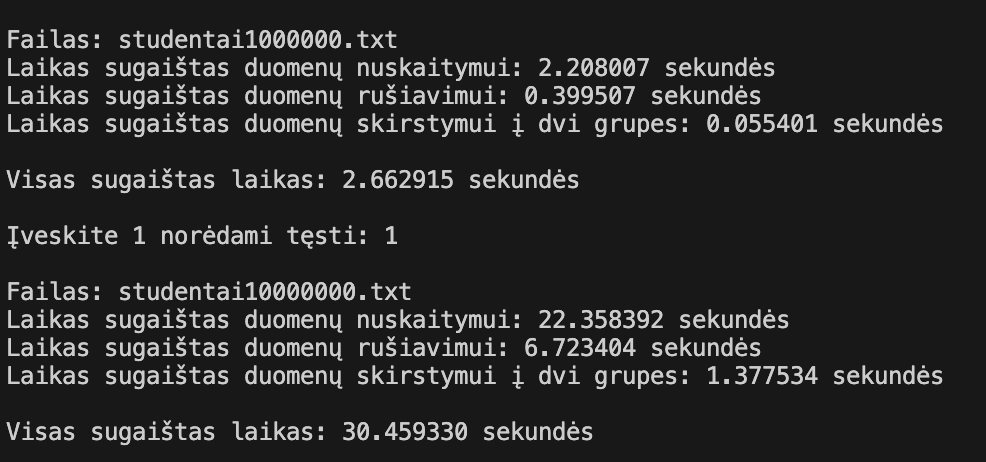 Failas: studentai1000000.txt
Laikas sugaištas duomenų nuskaitymui: 2.208007 sekundės
Laikas sugaištas duomenų rušiavimui: 0.399507 sekundės
Laikas sugaištas duomenų skirstymui į dvi grupes: 0.055401 sekundės
Visas sugaištas laikas: 2.662915 sekundės
Įveskite 1 norėdami tęsti: 1
Failas: studentai10000000.txt
Laikas sugaištas duomenų nuskaitymui: 22.358392 sekundės
Laikas sugaištas duomenų rušiavimui: 6.723404 sekundės
Laikas sugaištas duomenų skirstymui į dvi grupes: 1.377534 sekundės
Visas sugaištas laikas: 30.459330 sekundės